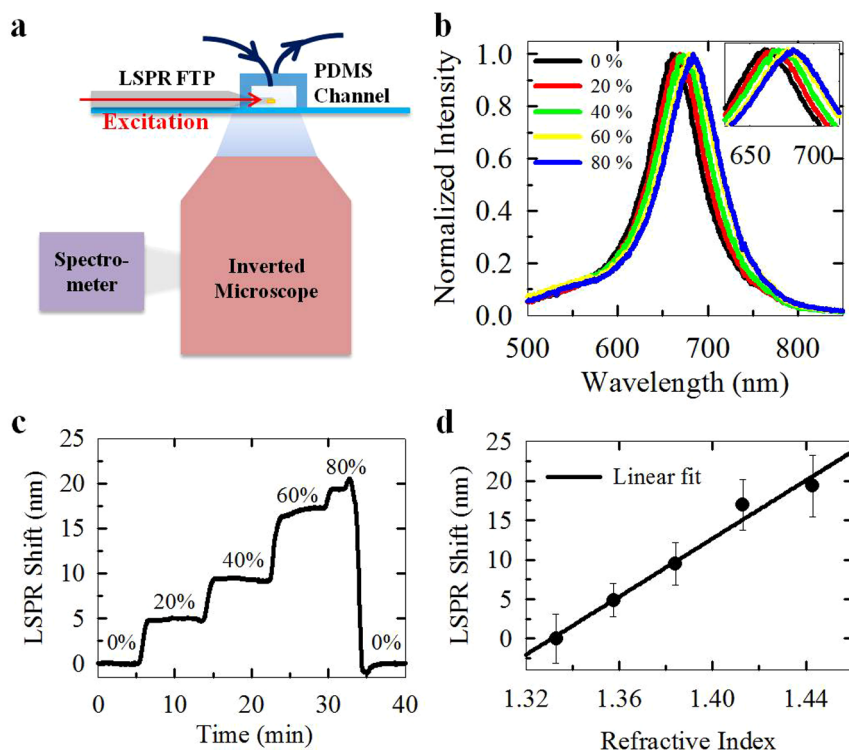 a
LSPR FTP
PDMS
Channel
Excitation
Spectro-
meter
Inverted
Microscope
b
Normalized Intensity
1.0
0.8
0.6
0.4
0.2
0.0
0 %
20 %
40 %
60 %
80 %
650 700
500 600 700 800
Wavelength (nm)
c
LSPR Shift (nm)
25
20
15
10
5
0
0%
20%
40%
60%
80%
0%
0 10 20 30 40
Time (min)
d
LSPR Shift (nm)
25
20
15
10
5
0
Linear fit
1.32 1.36 1.40 1.44
Refractive Index